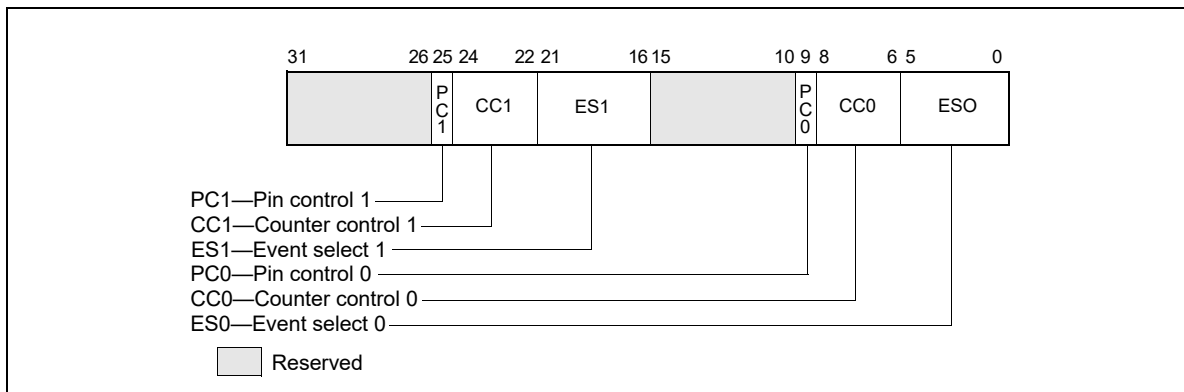 31 26 25 24 22 21 16 15 10 9 8 6 5 0
PC1 CC1 ES1 PC0 CC0 ESO
PC1—Pin control 1
CC1—Counter control 1
ES1—Event select 1
PC0—Pin control 0
CC0—Counter control 0
ES0—Event select 0
Reserved